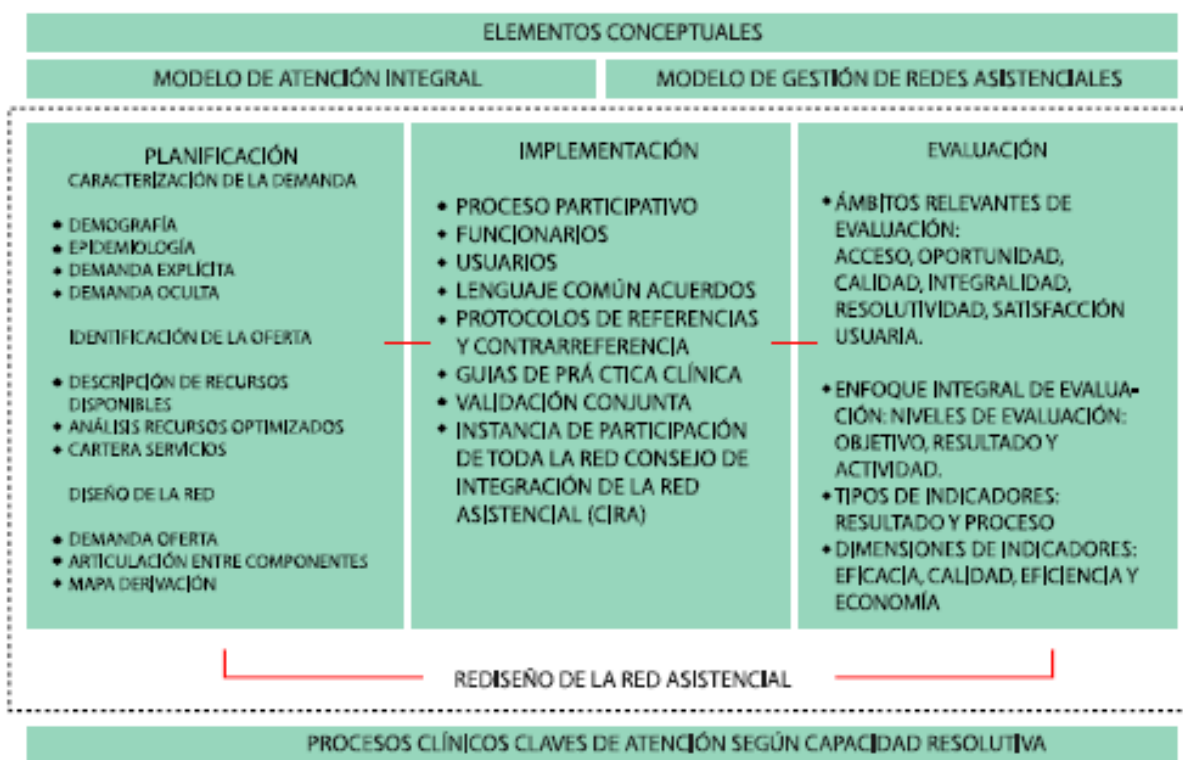 ELEMENTOS CONCEPTUALES
MODELO DE ATENCIÓN INTEGRAL
MODELO DE GESTIÓN DE REDES ASISTENCIALES
PLANIFICACIÓN
CARACTERIZACIÓN DE LA DEMANDA
• DEMOGRAFÍA
• EPIDEMIOLOGÍA
• DEMANDA EXPLÍCITA
• DEMANDA OCULTA
IDENTIFICACIÓN DE LA OFERTA
• DESCRIPCIÓN DE RECURSOS
DISPONIBLES
• ANÁLISIS RECURSOS OPTIMIZADOS
• CARTERA SERVICIOS
DISEÑO DE LA RED
• DEMANDA OFERTA
• ARTICULACIÓN ENTRE COMPONENTES
• MAPA DERIVACIÓN
IMPLEMENTACIÓN
• PROCESO PARTICIPATIVO
• FUNCIONARIOS
• USUARIOS
• LENGUAJE COMÚN ACUERDOS
• PROTOCOLOS DE REFERENCIAS
Y CONTRARREFERENCIA
• GUIAS DE PRÁ CTICA CLÍNICA
• VALIDACIÓN CONJUNTA
• INSTANCIA DE PARTICIPACIÓN
DE TODA LA RED CONSEJO DE
INTEGRACIÓN DE LA RED
ASISTENCIAL (CIRA)
EVALUACIÓN
• ÁMBITOS RELEVANTES DE
EVALUACIÓN:
ACCESO, OPORTUNIDAD,
CALIDAD, INTEGRALIDAD,
RESOLUTIVIDAD, SATISFACCIÓN
USUARIA.
• ENFOQUE INTEGRAL DE EVALUA-
CIÓN: NIVELES DE EVALUACIÓN:
OBJETIVO, RESULTADO Y
ACTIVIDAD.
• TIPOS DE INDICADORES:
RESULTADO Y PROCESO
• DIMENSIONES DE INDICADORES:
EFICACIA, CALIDAD, EFICIENCIA Y
ECONOMÍA
REDISEÑO DE LA RED ASISTENCIAL
PROCESOS CLÍNICOS CLAVES DE ATENCIÓN SEGÚN CAPACIDAD RESOLUTIVA